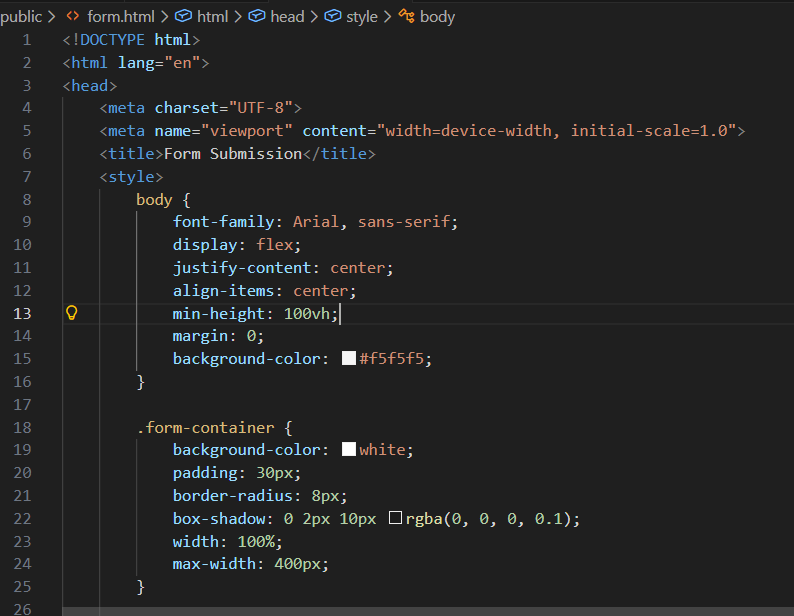 public > form.html > html > head > style > body
1 <!DOCTYPE html>
2 <html lang="en">
3 <head>
4     <meta charset="UTF-8">
5     <meta name="viewport" content="width=device-width, initial-scale=1.0">
6     <title>Form Submission</title>
7     <style>
8         body {
9             font-family: Arial, sans-serif;
10             display: flex;
11             justify-content: center;
12             align-items: center;
13             min-height: 100vh;
14             margin: 0;
15             background-color: #f5f5f5;
16         }
17
18         .form-container {
19             background-color: white;
20             padding: 30px;
21             border-radius: 8px;
22             box-shadow: 0 2px 10px rgba(0, 0, 0, 0.1);
23             width: 100%;
24             max-width: 400px;
25         }
26